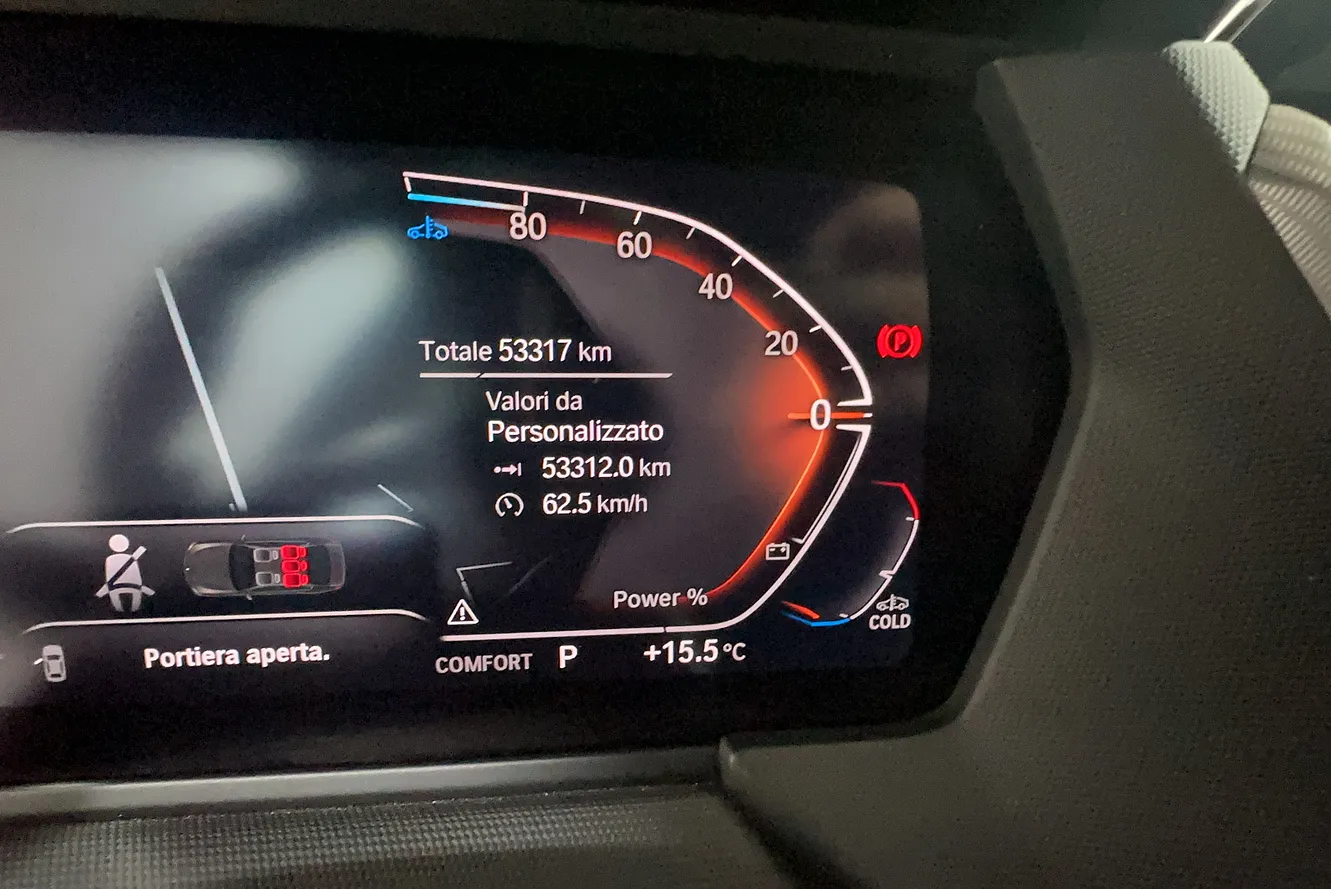 80
60
40
20
0
Totale 53317 km
Valori da
Personalizzato
53312.0 km
62.5 km/h
Power %
P
COLD
Portiera aperta.
COMFORT P +15.5 °C